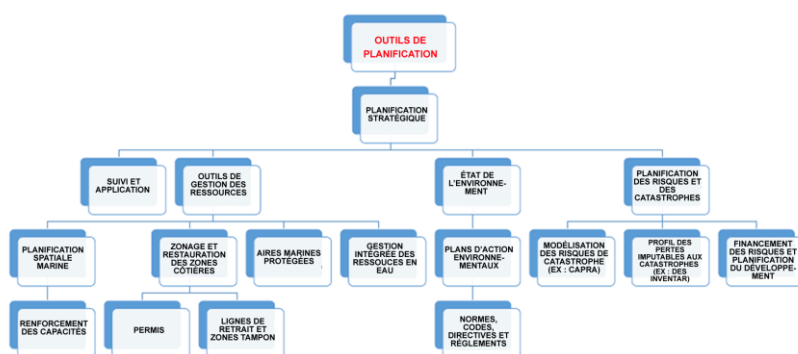 OUTILS DE
PLANIFICATION
PLANIFICATION
STRATÉGIQUE
SUIVI ET
APPLICATION
OUTILS DE
GESTION DES
RESSOURCES
ÉTAT DE
L'ENVIRONNE-
MENT
PLANIFICATION
DES RISQUES ET
DES
CATASTROPHES
PLANIFICATION
SPATIALE
MARINE
ZONAGE ET
RESTAURATION
DES ZONES
CÔTIÈRES
AIRES MARINES
PROTÉGÉES
GESTION
INTÉGRÉE DES
RESSOUCES EN
EAU
PLANS D'ACTION
ENVIRONNE-
MENTAUX
MODÉLISATION
DES RISQUES DE
CATASTROPHE
(EX : CAPRA)
PROFIL DES
PERTES
IMPUTABLES AUX
CATASTROPHES
(EX : DES
INVENTAR)
FINANCEMENT
DES RISQUES ET
PLANIFICATION
DU DÉVELOPPE-
MENT
RENFORCEMENT
DES CAPACITÉS
PERMIS
LIGNES DE
RETRAIT ET
ZONES TAMPON
NORMES,
CODES,
DIRECTIVES ET
RÉGLEMENTS